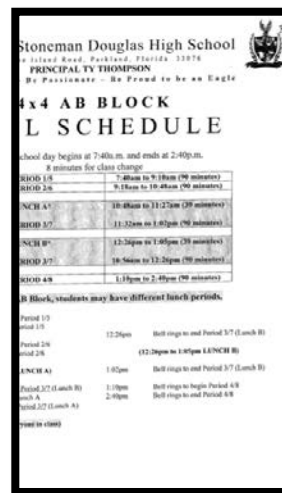 Stoneman Douglas High School
Island Road, Parkland, Florida 33076
PRINCIPAL TY THOMPSON
Be Passionate - Be Proud to be an Eagle
4x4 AB BLOCK
L SCHEDULE
chool day begins at 7:40a.m. and ends at 2:40p.m.
8 minutes for class change
RIOD 1/5 7:40am to 9:10am (90 minutes)
RIOD 2/6 9:18am to 10:48am (90 minutes)
UNCH A* 10:48am to 11:27am (39 minutes)
RIOD 3/7 11:32am to 1:02pm (90 minutes)
UNCH B* 12:26pm to 1:05pm (39 minutes)
RIOD 3/7 10:56am to 12:26pm (90 minutes)
RIOD 4/8 1:10pm to 2:40pm (90 minutes)
AB Block, students may have different lunch periods.
Period 1/5
eriod 1/5 12:26pm Bell rings to end Period 3/7 (Lunch B)
Period 2/6
eriod 2/6 (12:26pm to 1:05pm LUNCH B)
LUNCH A) 1:02pm Bell rings to end Period 3/7 (Lunch A)
Period 3/7 (Lunch B) 1:10pm Bell rings to begin Period 4/8
unch A 2:40pm Bell rings to end Period 4/8
Period 3/7 (Lunch A)